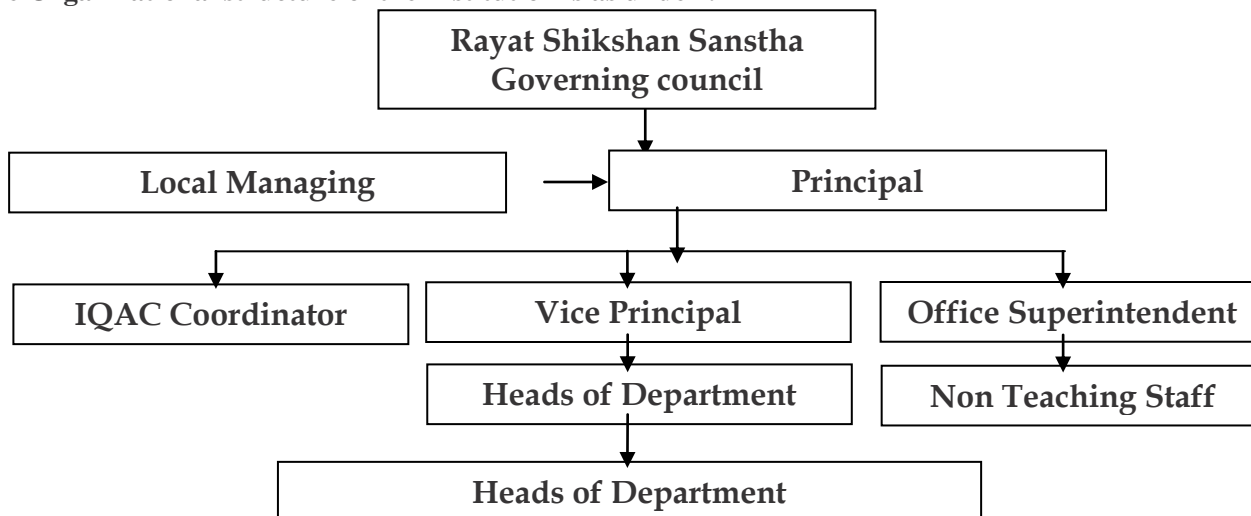 Rayat Shikshan Sanstha
Governing council
Local Managing
Principal
IQAC Coordinator
Vice Principal
Office Superintendent
Heads of Department
Non Teaching Staff
Heads of Department